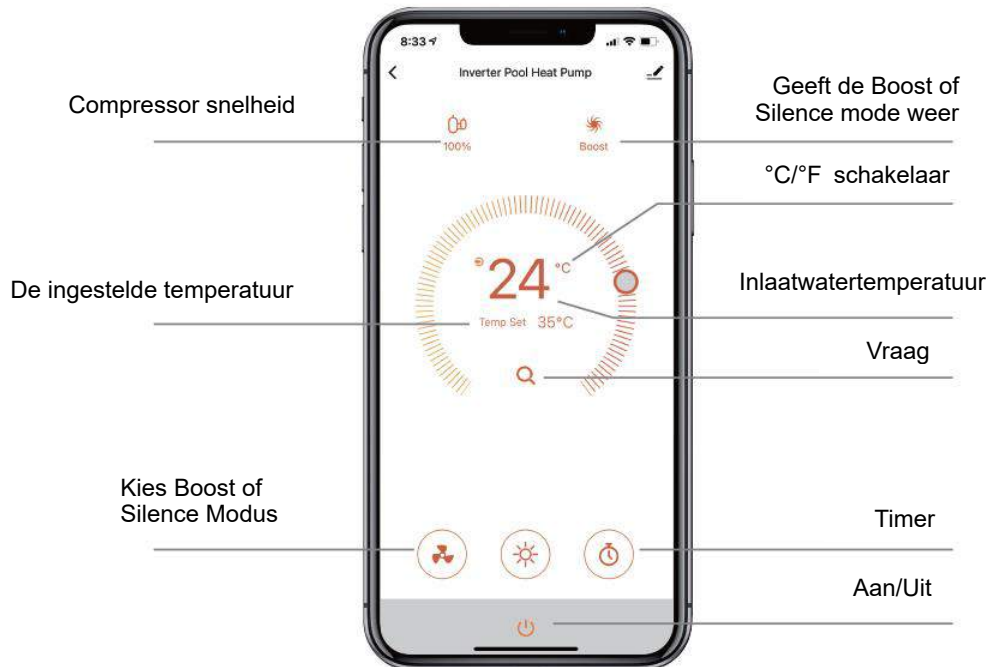 8:33
Inverter Pool Heat Pump
Compressor snelheid
Geeft de Boost of
Silence mode weer
100%
Boost
°C/°F schakelaar
24 °C
De ingestelde temperatuur
Inlaatwatertemperatuur
Temp Set 35°C
Vraag
Kies Boost of
Silence Modus
Timer
Aan/Uit